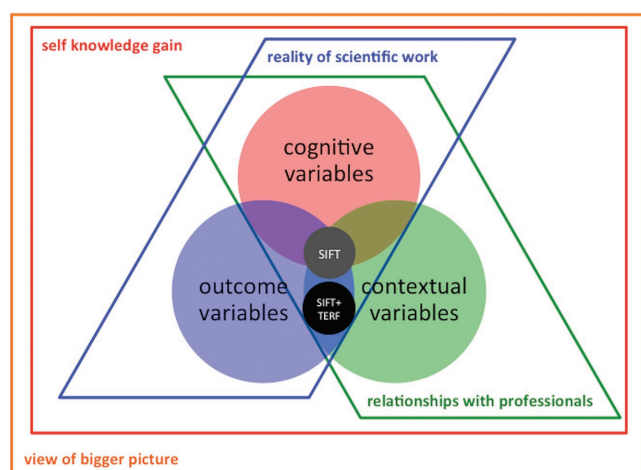 self knowledge gain
reality of scientific work
cognitive
variables
SIFT
outcome
variables
contextual
variables
SIFT+
TERF
relationships with professionals
view of bigger picture